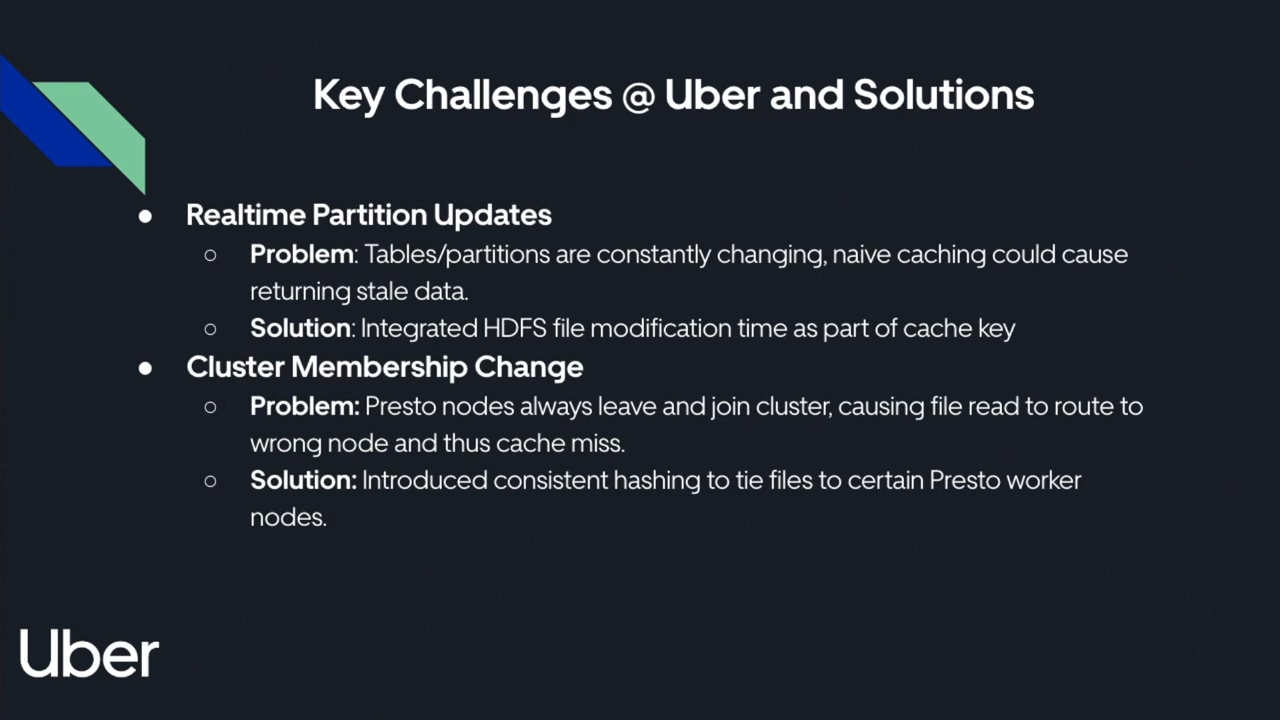 Key Challenges @ Uber and Solutions
● Realtime Partition Updates
○ Problem: Tables/partitions are constantly changing, naive caching could cause
returning stale data.
○ Solution: Integrated HDFS file modification time as part of cache key
● Cluster Membership Change
○ Problem: Presto nodes always leave and join cluster, causing file read to route to
wrong node and thus cache miss.
○ Solution: Introduced consistent hashing to tie files to certain Presto worker
nodes.
Uber